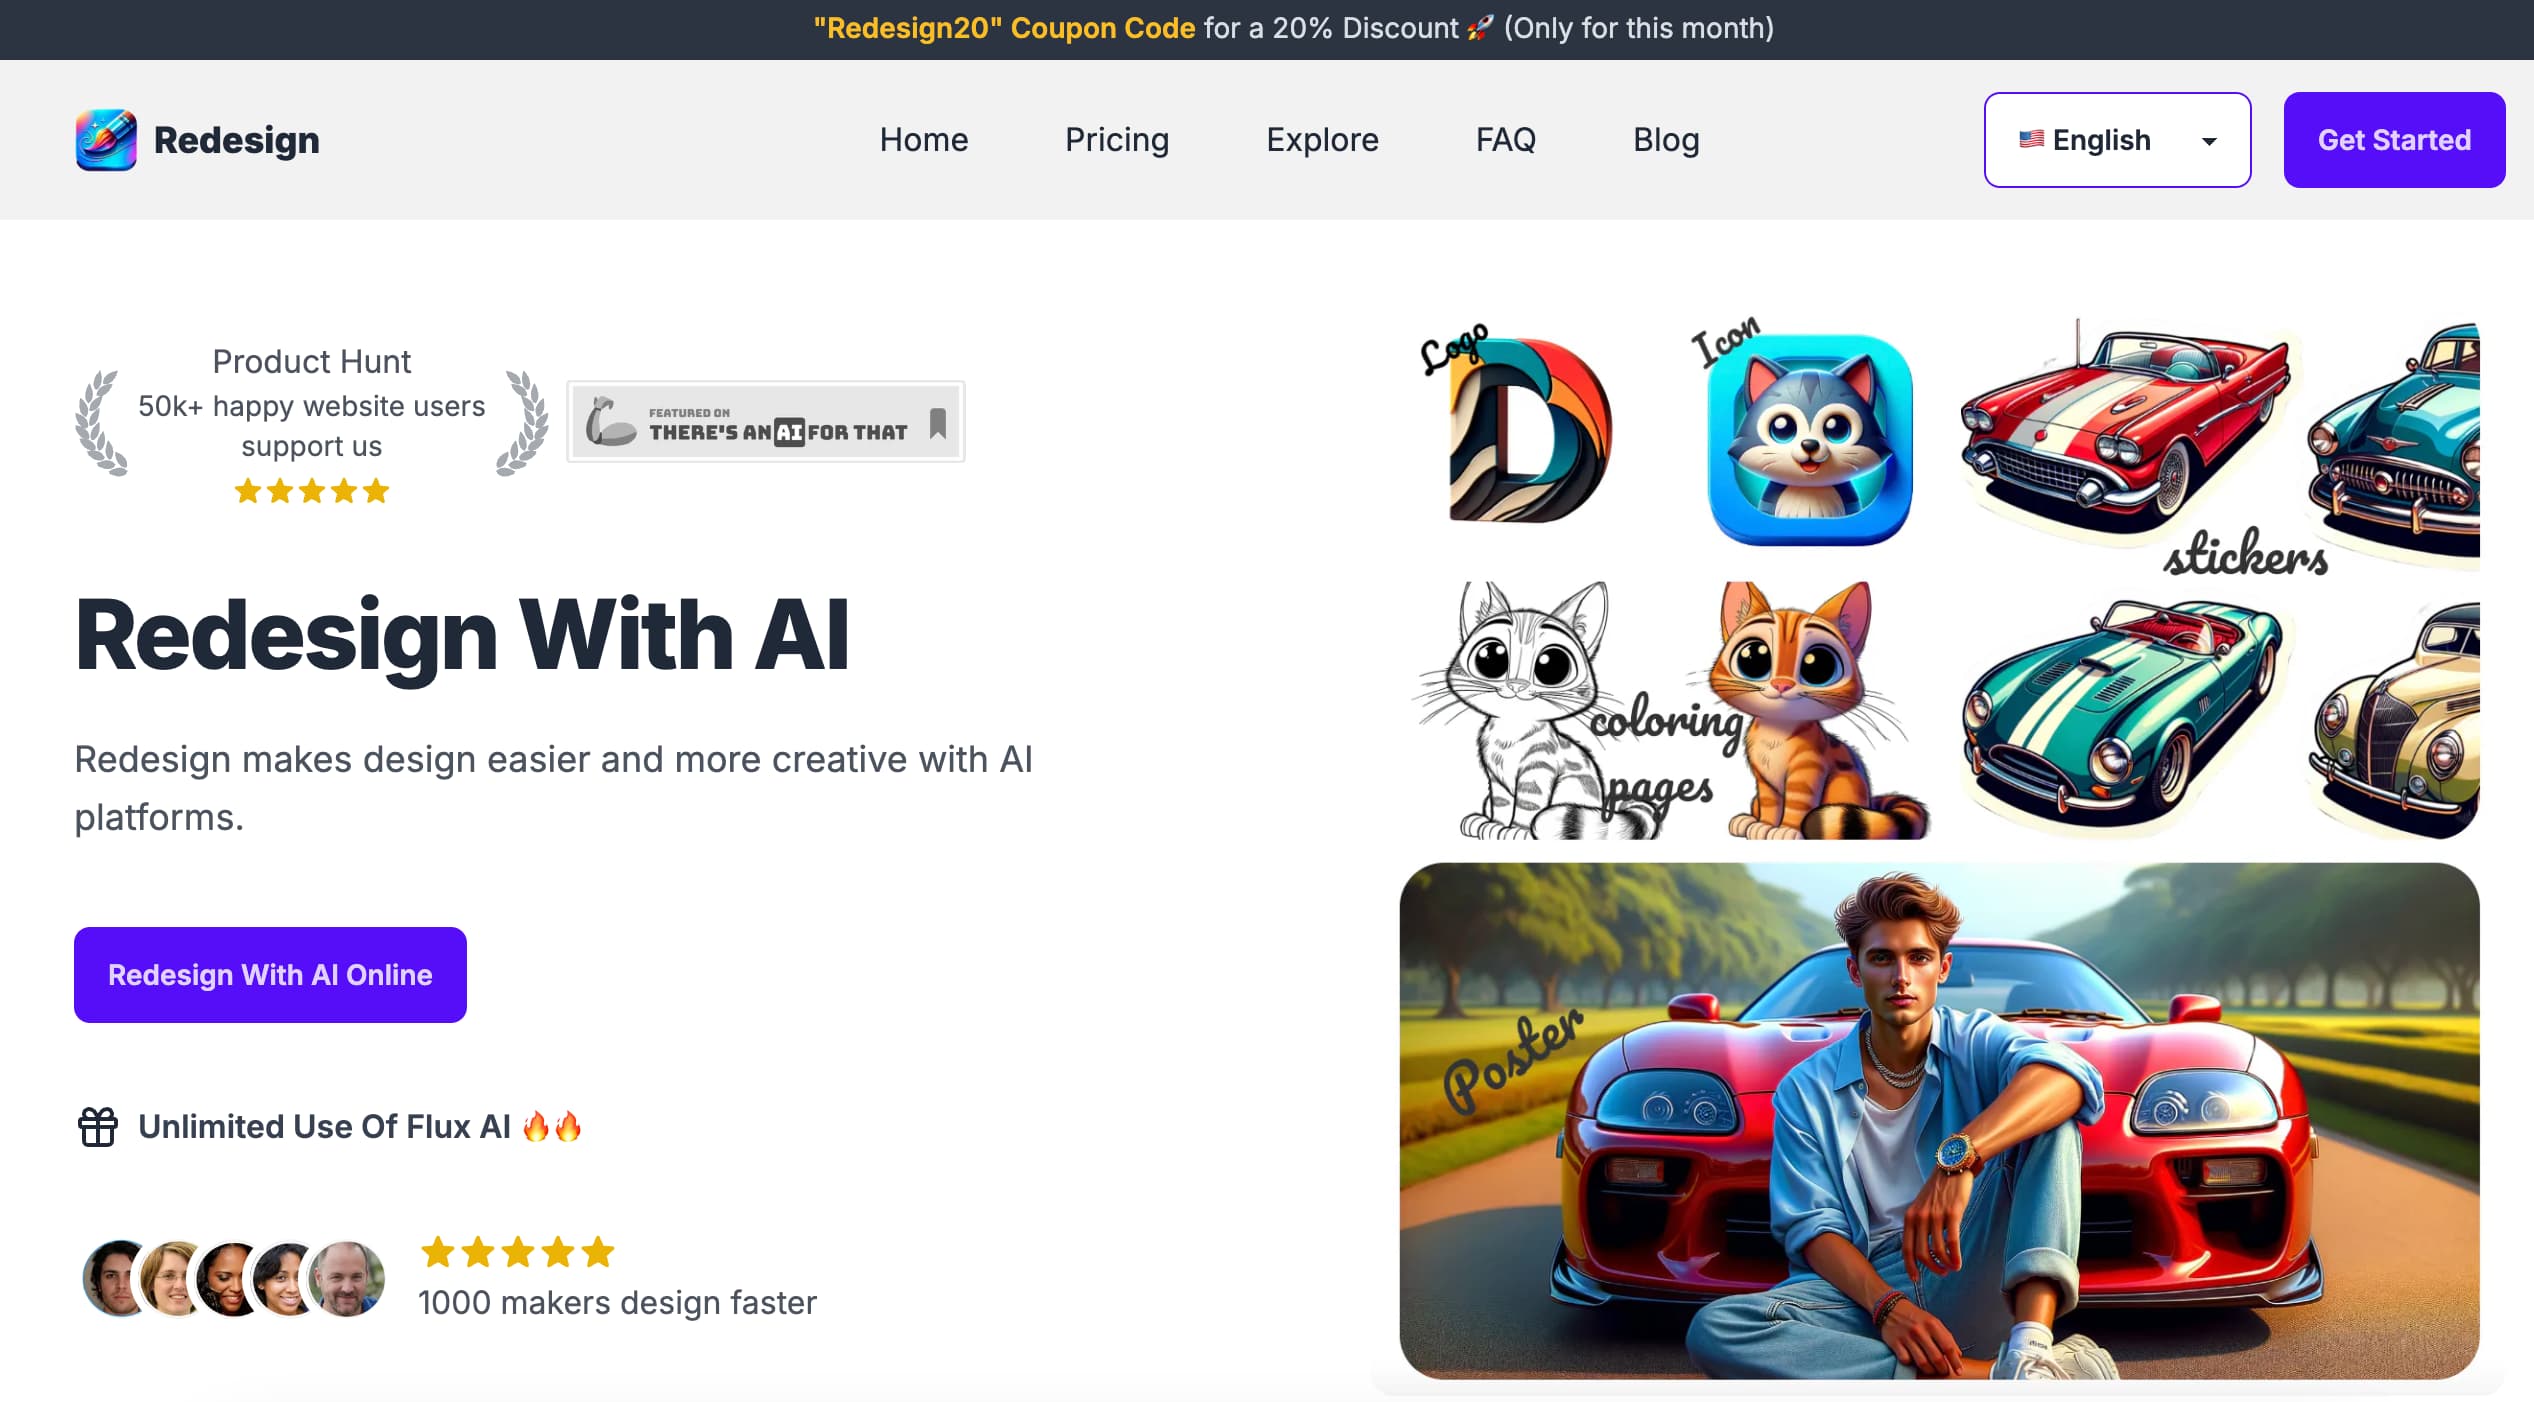 "Redesign20" Coupon Code for a 20% Discount 🚀 (Only for this month)
Redesign
Home
Pricing
Explore
FAQ
Blog
🇺🇸 English
Get Started
Product Hunt
50k+ happy website users
support us
FEATURED ON
THERE'S AN AI FOR THAT
Redesign With AI
Redesign makes design easier and more creative with AI
platforms.
Redesign With AI Online
Unlimited Use Of Flux AI 🔥🔥
1000 makers design faster
Logo
Icon
stickers
coloring
pages
Poster